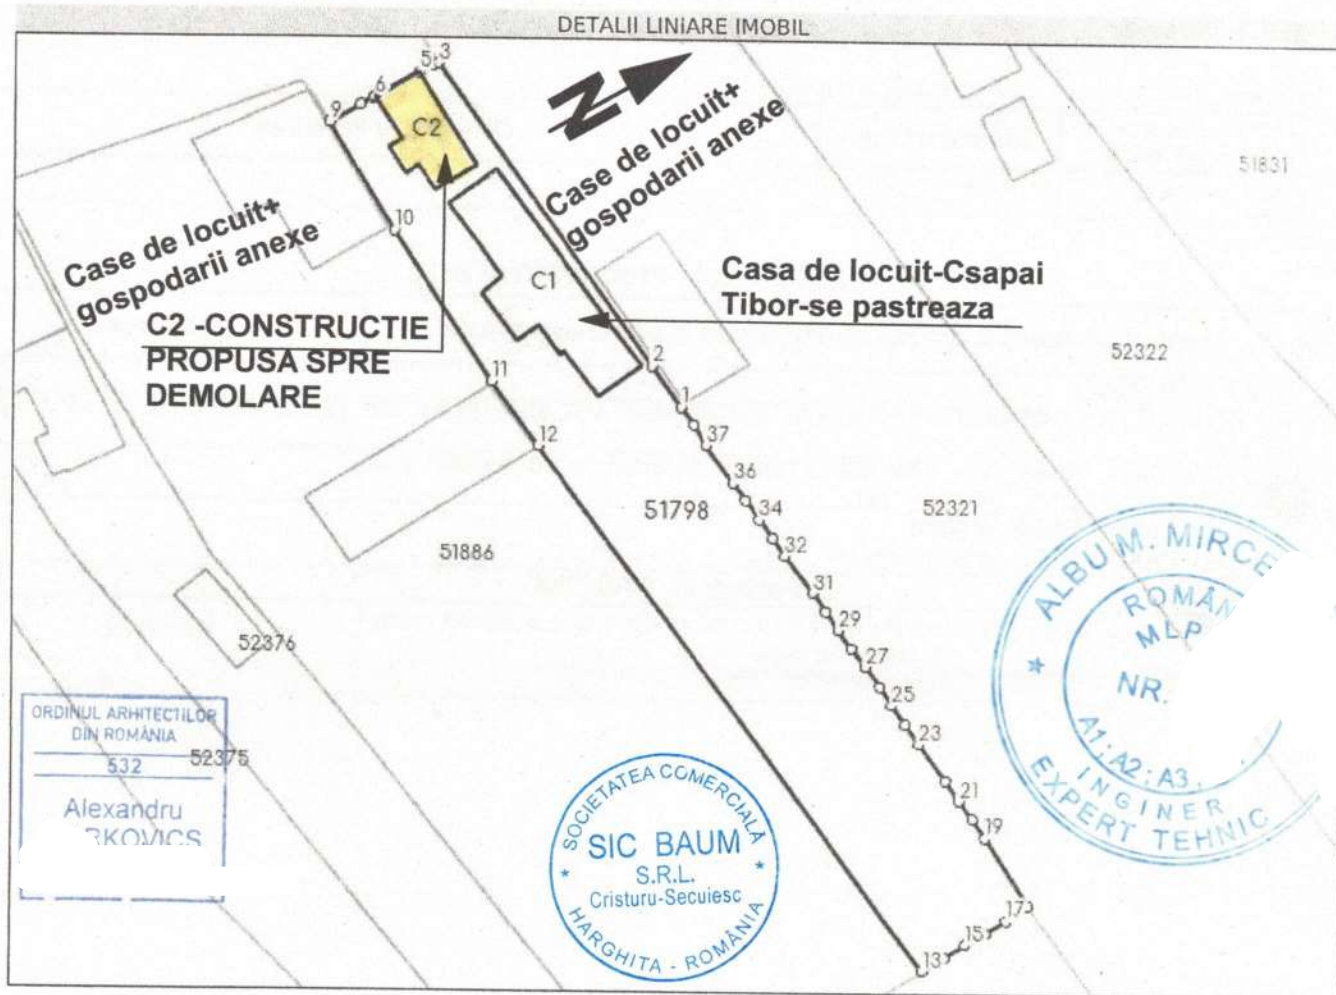 DETALII LINIARE IMOBIL
5
3
6
9
C2
N
Case de locuit+
gospodarii anexe
51831
10
Case de locuit+
gospodarii anexe
C1
Casa de locuit-Csapai
Tibor-se pastreaza
C2 -CONSTRUCTIE
PROPUSA SPRE
DEMOLARE
2
52322
11
1
12
37
36
51798
34
52321
32
51886
31
29
52376
27
25
23
52375
21
19
17
15
13
ORDINUL ARHITECTILOR
DIN ROMÂNIA
532
Alexandru
RKOVICS
SOCIETATEA COMERCIALĂ
SIC BAUM
S.R.L.
Cristuru-Secuiesc
* HARGHITA - ROMÂNIA *
ALBU M. MIRCE
ROMÂN
MLP
NR.
A1; A2; A3
INGINER
* EXPERT TEHNIC